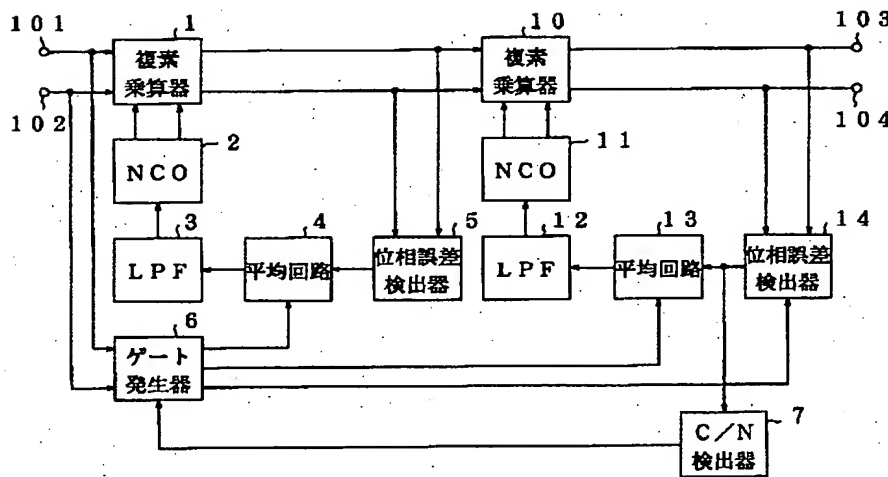 101
1
複素
乗算器
10
複素
乗算器
103
102
104
2
NCO
11
NCO
3
LPF
4
平均回路
5
位相誤差
検出器
12
LPF
13
平均回路
14
位相誤差
検出器
6
ゲート
発生器
7
C/N
検出器